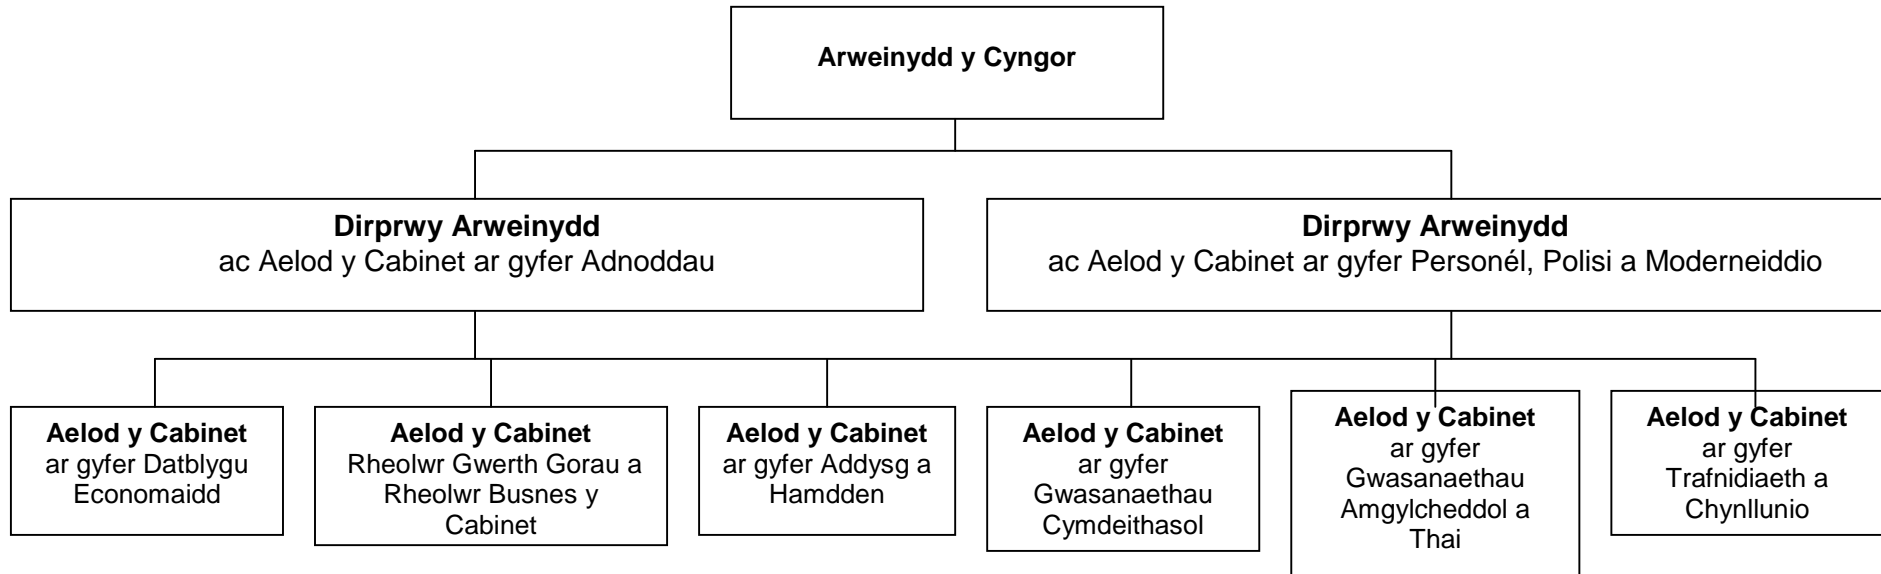 Arweinydd y Cyngor
Dirprwy Arweinydd
ac Aelod y Cabinet ar gyfer Adnoddau
Dirprwy Arweinydd
ac Aelod y Cabinet ar gyfer Personél, Polisi a Moderneiddio
Aelod y Cabinet
ar gyfer Datblygu
Economaidd
Aelod y Cabinet
Rheolwr Gwerth Gorau a
Rheolwr Busnes y
Cabinet
Aelod y Cabinet
ar gyfer Addysg a
Hamdden
Aelod y Cabinet
ar gyfer
Gwasanaethau
Cymdeithasol
Aelod y Cabinet
ar gyfer
Gwasanaethau
Amgylcheddol a
Thai
Aelod y Cabinet
ar gyfer
Trafnidiaeth a
Chynllunio